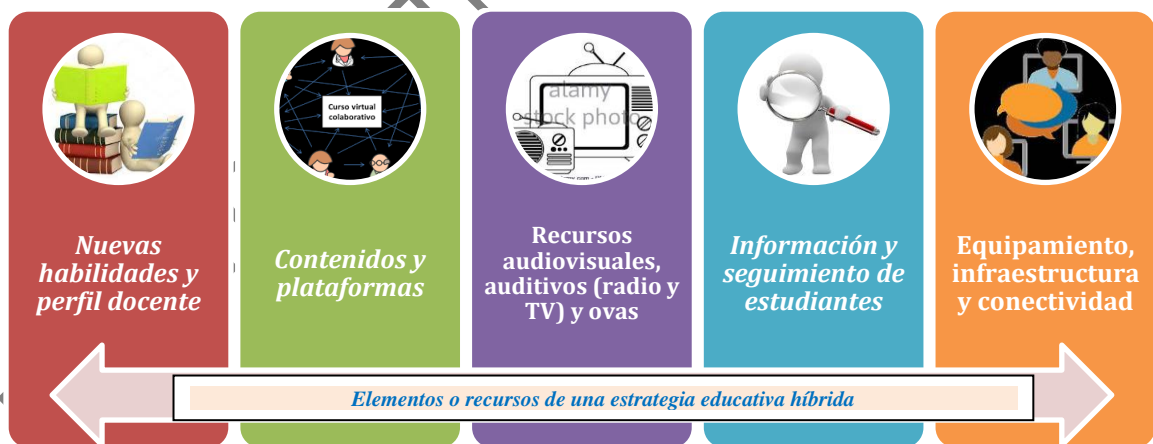 Curso virtual
colaborativo
alamy
stock photo
Nuevas
habilidades y
perfil docente
Contenidos y
plataformas
Recursos
audiovisuales,
auditivos (radio y
TV) y ovas
Información y
seguimiento de
estudiantes
Equipamiento,
infraestructura
y conectividad
Elementos o recursos de una estrategia educativa híbrida